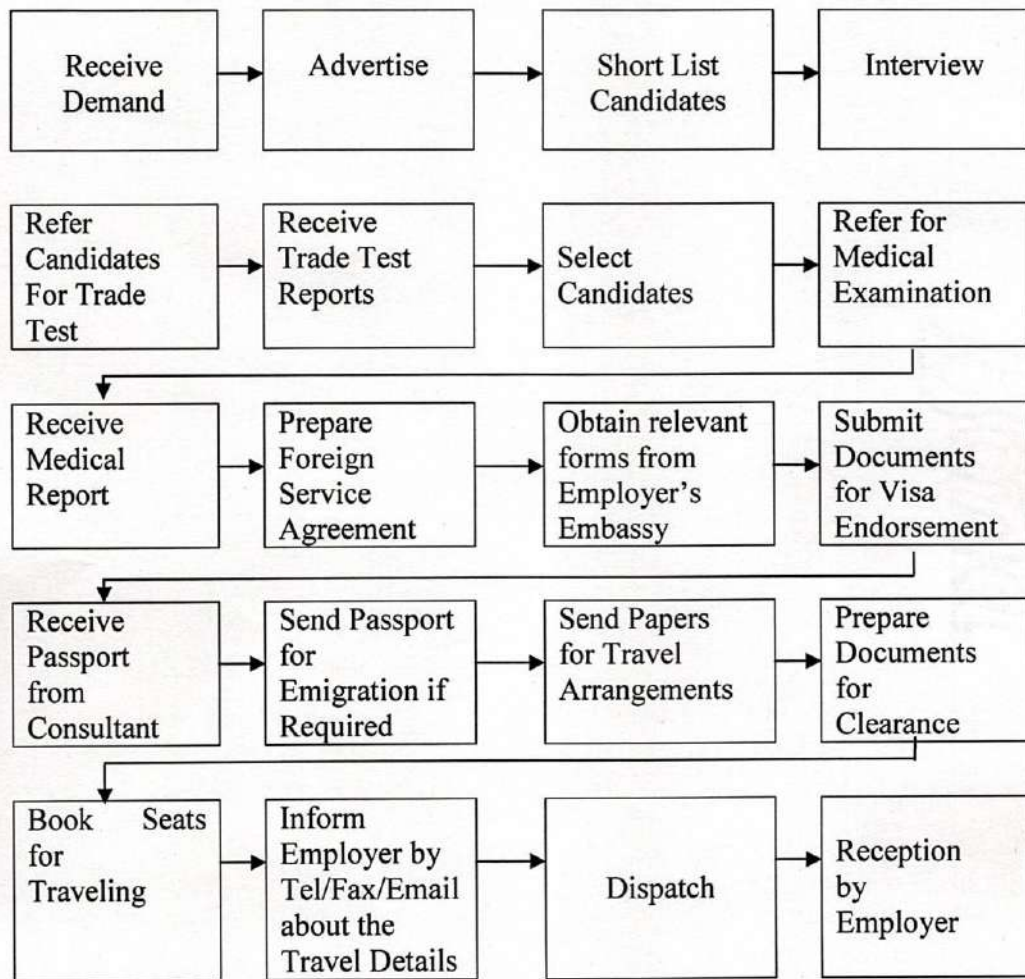 Receive
Demand
Advertise
Short List
Candidates
Interview
Refer
Candidates
For Trade
Test
Receive
Trade Test
Reports
Select
Candidates
Refer for
Medical
Examination
Receive
Medical
Report
Prepare
Foreign
Service
Agreement
Obtain relevant
forms from
Employer's
Embassy
Submit
Documents
for Visa
Endorsement
Receive
Passport
from
Consultant
Send Passport
for
Emigration if
Required
Send Papers
for Travel
Arrangements
Prepare
Documents
for
Clearance
Book Seats
for
Traveling
Inform
Employer by
Tel/Fax/Email
about the
Travel Details
Dispatch
Reception
by
Employer